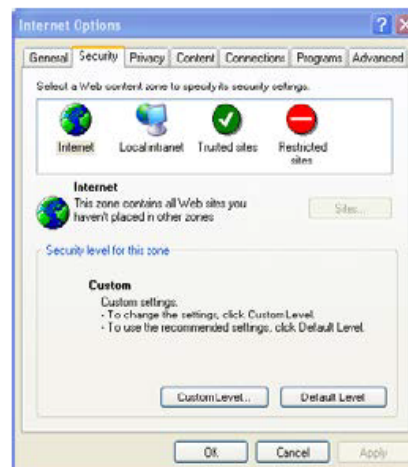 Internet Options
General Security Privacy Content Connections Programs Advanced
Select a Web content zone to specify its security settings.
Internet Local intranet Trusted sites Restricted sites
Internet
This zone contains all Web sites you
haven't placed in other zones
Sites...
Security level for this zone
Custom
Custom settings.
- To change the settings, click Custom Level.
- To use the recommended settings, click Default Level.
Custom Level... Default Level
OK Cancel Apply